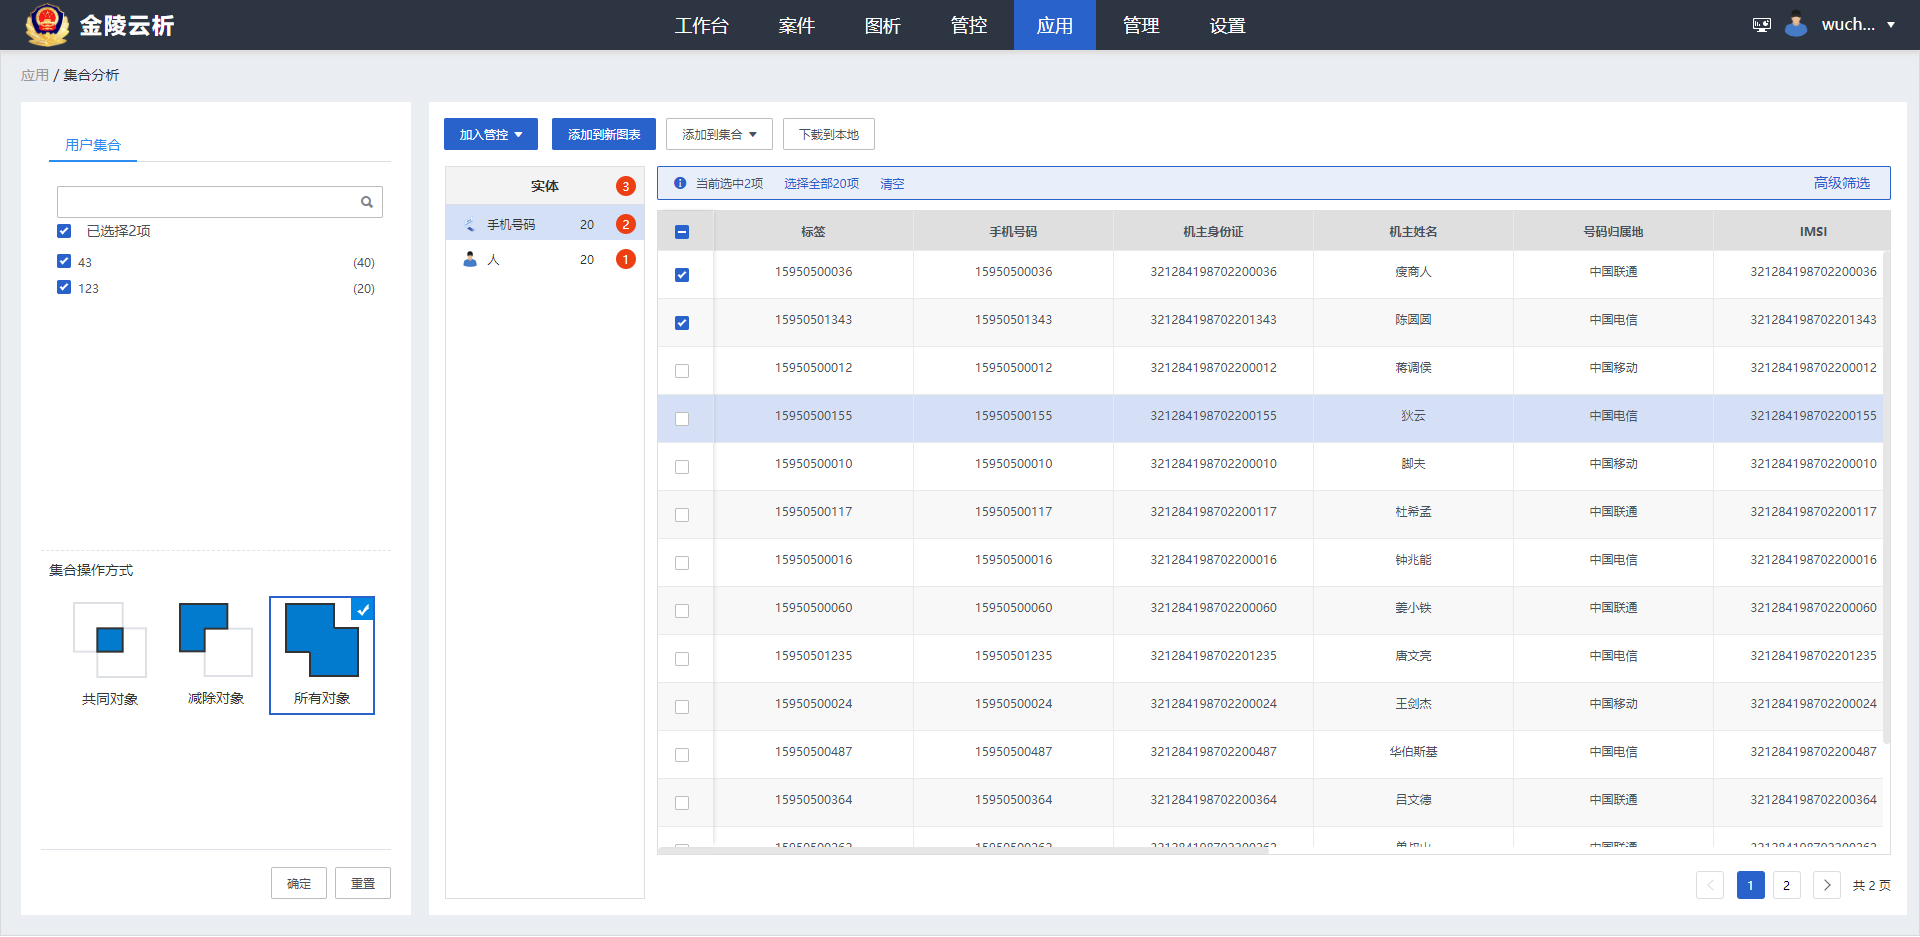 金陵云析 工作台 案件 图析 管控 应用 管理 设置 wuch...
应用 / 集合分析
用户集合
已选择2项
43 (40)
123 (20)
集合操作方式
共同对象 减除对象 所有对象
确定 重置
加入管控 添加到新图表 添加到集合 下载到本地
实体 3
手机号码 20 2
人 20 1
当前选中2项 选择全部20项 清空 高级筛选
标签 手机号码 机主身份证 机主姓名 号码归属地 IMSI
15950500036 15950500036 321284198702200036 瘦商人 中国联通 321284198702200036
15950501343 15950501343 321284198702201343 陈圆圆 中国电信 321284198702201343
15950500012 15950500012 321284198702200012 蒋调侯 中国移动 321284198702200012
15950500155 15950500155 321284198702200155 狄云 中国电信 321284198702200155
15950500010 15950500010 321284198702200010 脚夫 中国移动 321284198702200010
15950500117 15950500117 321284198702200117 杜希孟 中国联通 321284198702200117
15950500016 15950500016 321284198702200016 钟兆能 中国电信 321284198702200016
15950500060 15950500060 321284198702200060 姜小铁 中国联通 321284198702200060
15950501235 15950501235 321284198702201235 唐文亮 中国电信 321284198702201235
15950500024 15950500024 321284198702200024 王剑杰 中国移动 321284198702200024
15950500487 15950500487 321284198702200487 华伯斯基 中国电信 321284198702200487
15950500364 15950500364 321284198702200364 吕文德 中国联通 321284198702200364
1 2 共 2 页